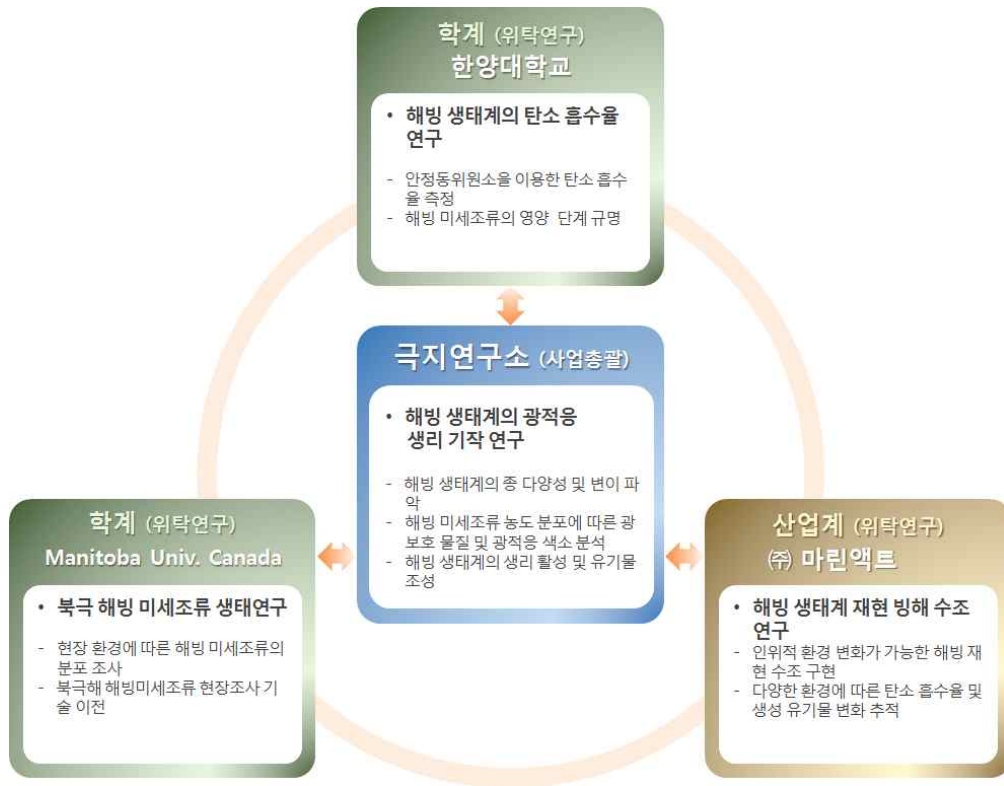 학계 (위탁연구)
한양대학교
• 해빙 생태계의 탄소 흡수율
연구
- 안정동위원소을 이용한 탄소 흡수
율 측정
- 해빙 미세조류의 영양 단계 규명
극지연구소 (사업총괄)
• 해빙 생태계의 광적응
생리 기작 연구
- 해빙 생태계의 종 다양성 및 변이 파
악
- 해빙 미세조류 농도 분포에 따른 광
보호 물질 및 광적응 색소 분석
- 해빙 생태계의 생리 활성 및 유기물
조성
학계 (위탁연구)
Manitoba Univ. Canada
• 북극 해빙 미세조류 생태연구
- 현장 환경에 따른 해빙 미세조류의
분포 조사
- 북극해 해빙미세조류 현장조사 기
술 이전
산업계 (위탁연구)
㈜ 마린액트
• 해빙 생태계 재현 빙해 수조
연구
- 인위적 환경 변화가 가능한 해빙 재
현 수조 구현
- 다양한 환경에 따른 탄소 흡수율 및
생성 유기물 변화 추적